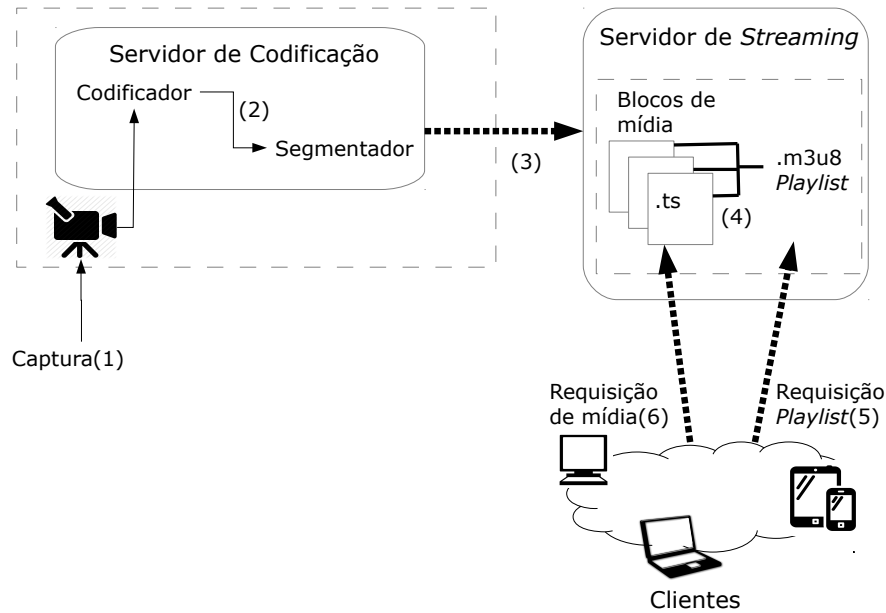 Servidor de Codificação
Codificador
(2)
Segmentador
(3)
Captura(1)
Servidor de Streaming
Blocos de
mídia
.ts
(4)
.m3u8
Playlist
Requisição
de mídia(6)
Requisição
Playlist(5)
Clientes